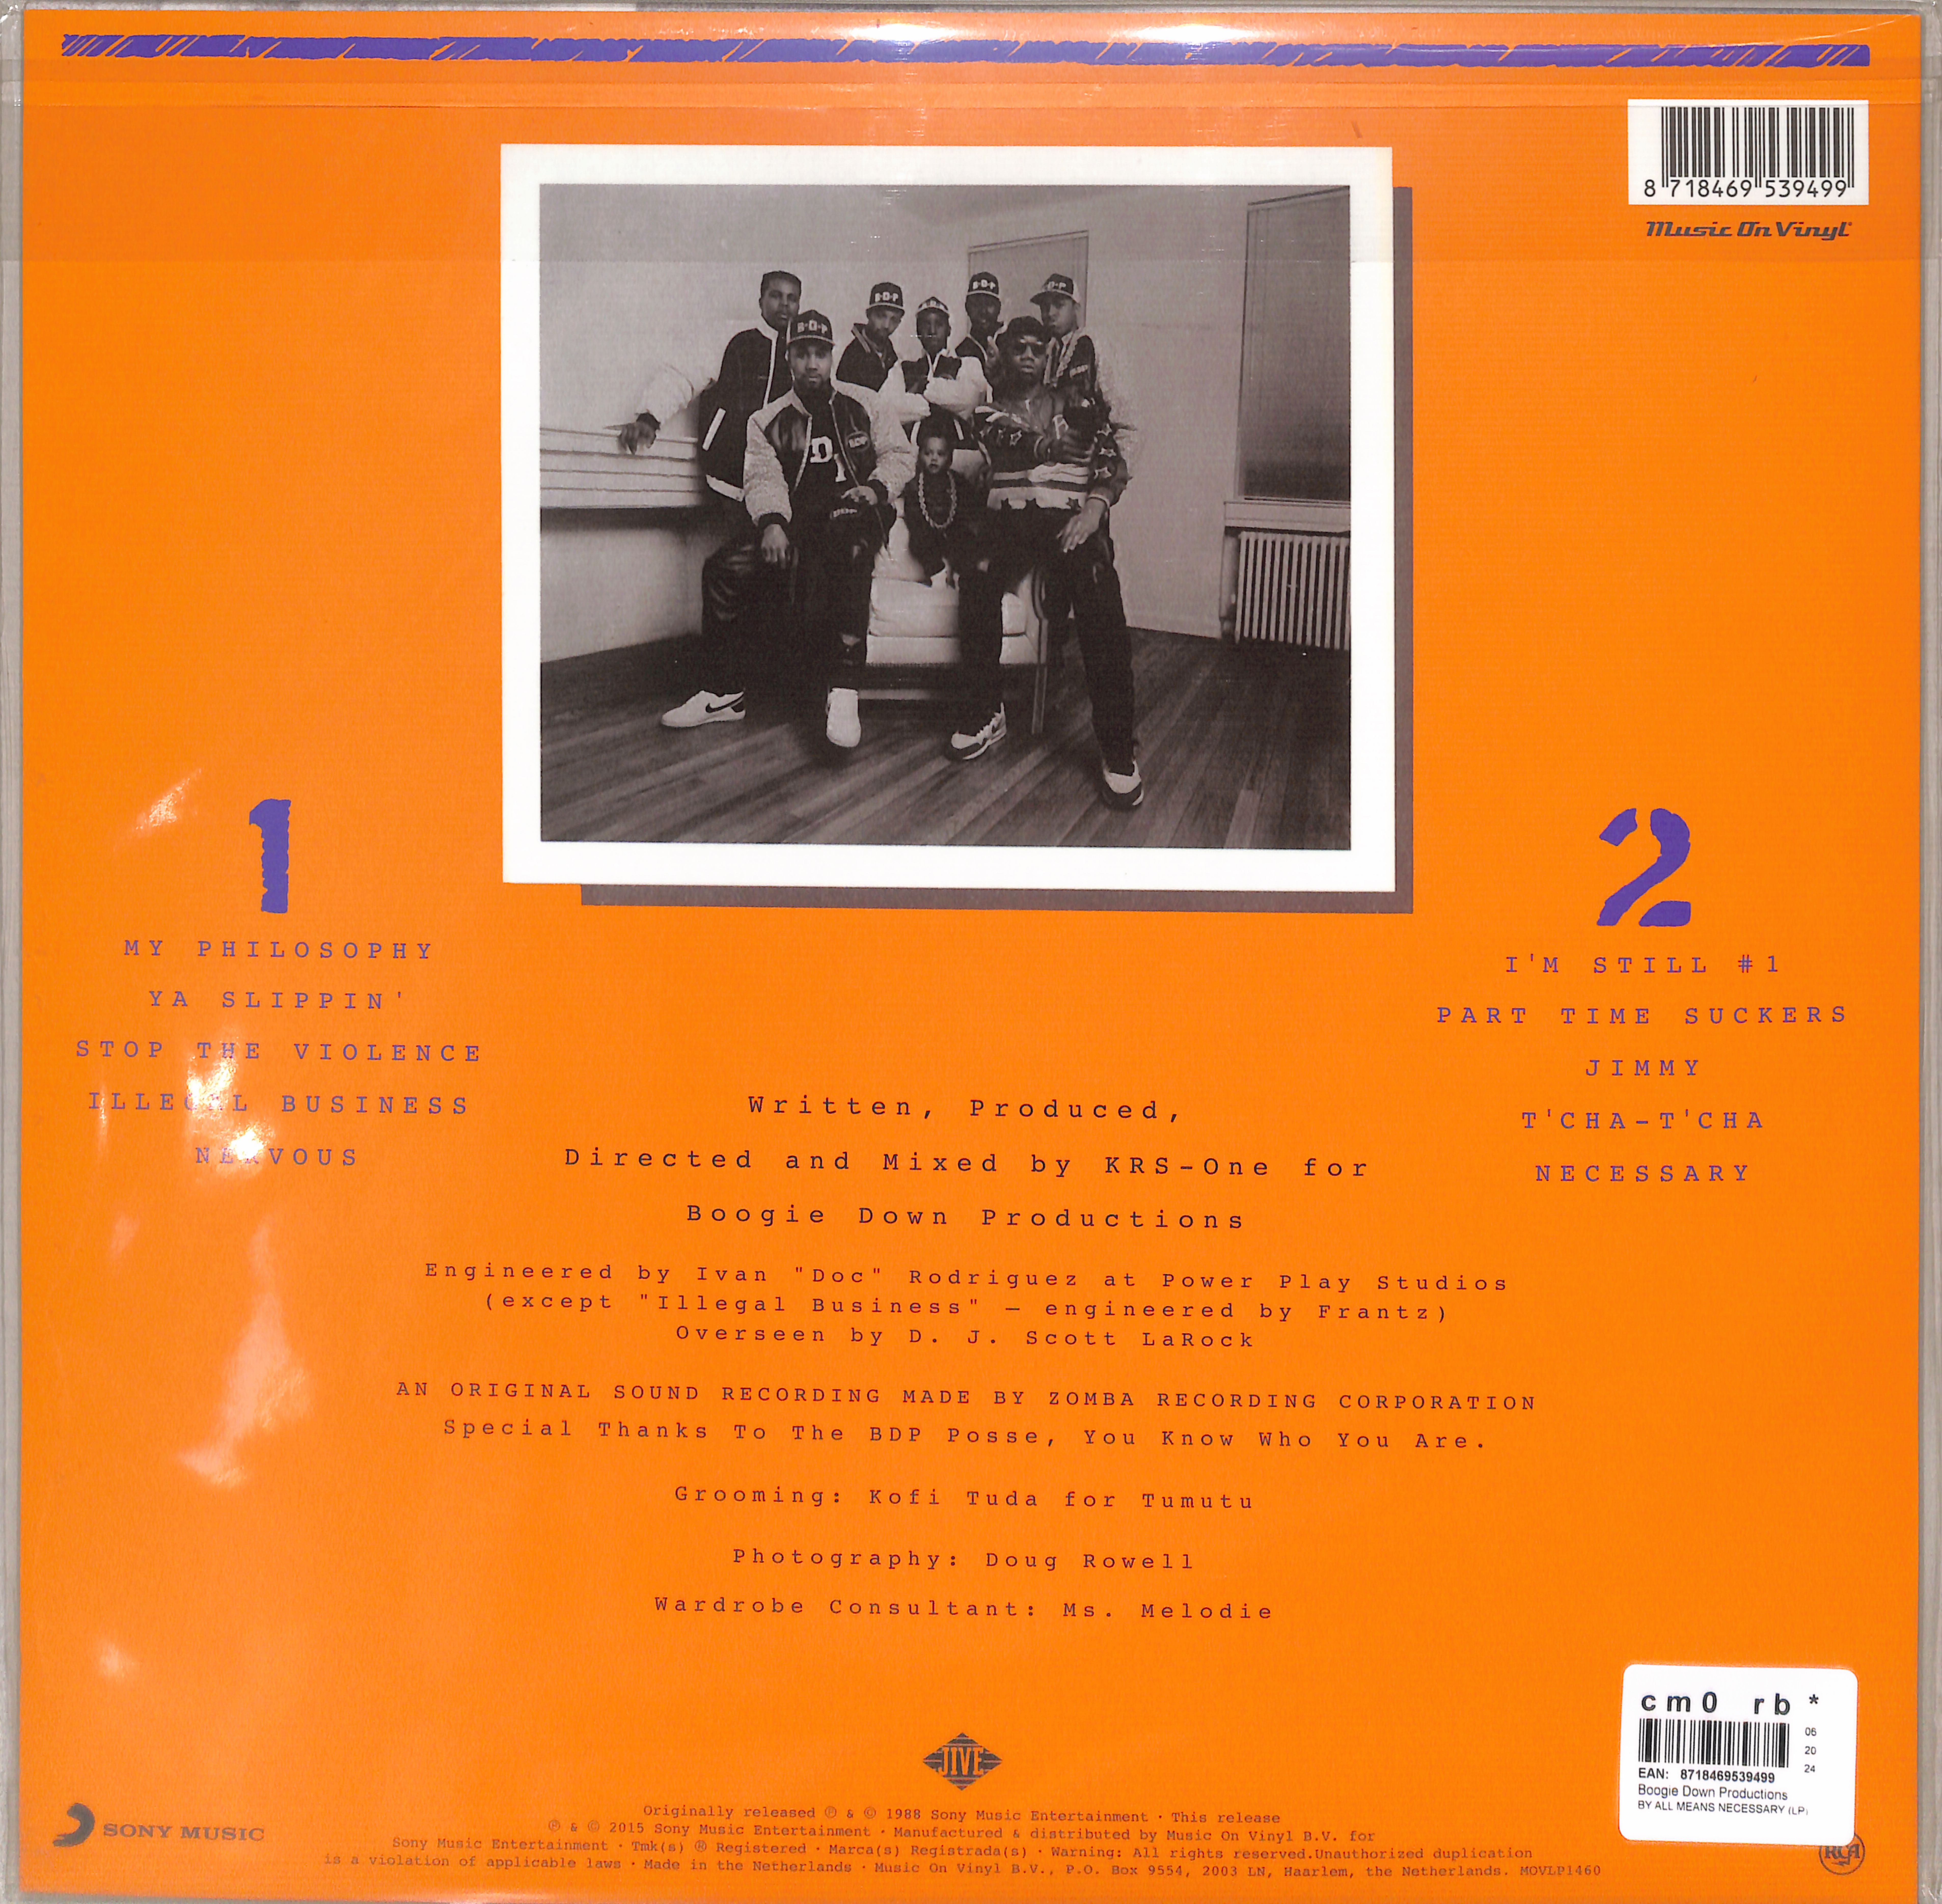 8 718469 539499
Music On Vinyl
B-D-P
B-D-P
B-D-P
1
MY PHILOSOPHY
YA SLIPPIN'
STOP THE VIOLENCE
ILLEGAL BUSINESS
NERVOUS
2
I'M STILL #1
PART TIME SUCKERS
JIMMY
T'CHA-T'CHA
NECESSARY
Written, Produced,
Directed and Mixed by KRS-One for
Boogie Down Productions
Engineered by Ivan "Doc" Rodriguez at Power Play Studios
(except "Illegal Business" — engineered by Frantz)
Overseen by D. J. Scott LaRock
AN ORIGINAL SOUND RECORDING MADE BY ZOMBA RECORDING CORPORATION
Special Thanks To The BDP Posse, You Know Who You Are.
Grooming: Kofi Tuda for Tumutu
Photography: Doug Rowell
Wardrobe Consultant: Ms. Melodie
cm0 rb *
06
20
24
EAN: 8718469539499
Boogie Down Productions
BY ALL MEANS NECESSARY (LP)
JIVE
SONY MUSIC
Originally released ℗ & © 1988 Sony Music Entertainment · This release
℗ & © 2015 Sony Music Entertainment · Manufactured & distributed by Music On Vinyl B.V. for
Sony Music Entertainment · Tmk(s) ® Registered · Marca(s) Registrada(s) · Warning: All rights reserved.Unauthorized duplication
is a violation of applicable laws · Made in the Netherlands · Music On Vinyl B.V., P.O. Box 9554, 2003 LN, Haarlem, the Netherlands. MOVLP1460
RCA